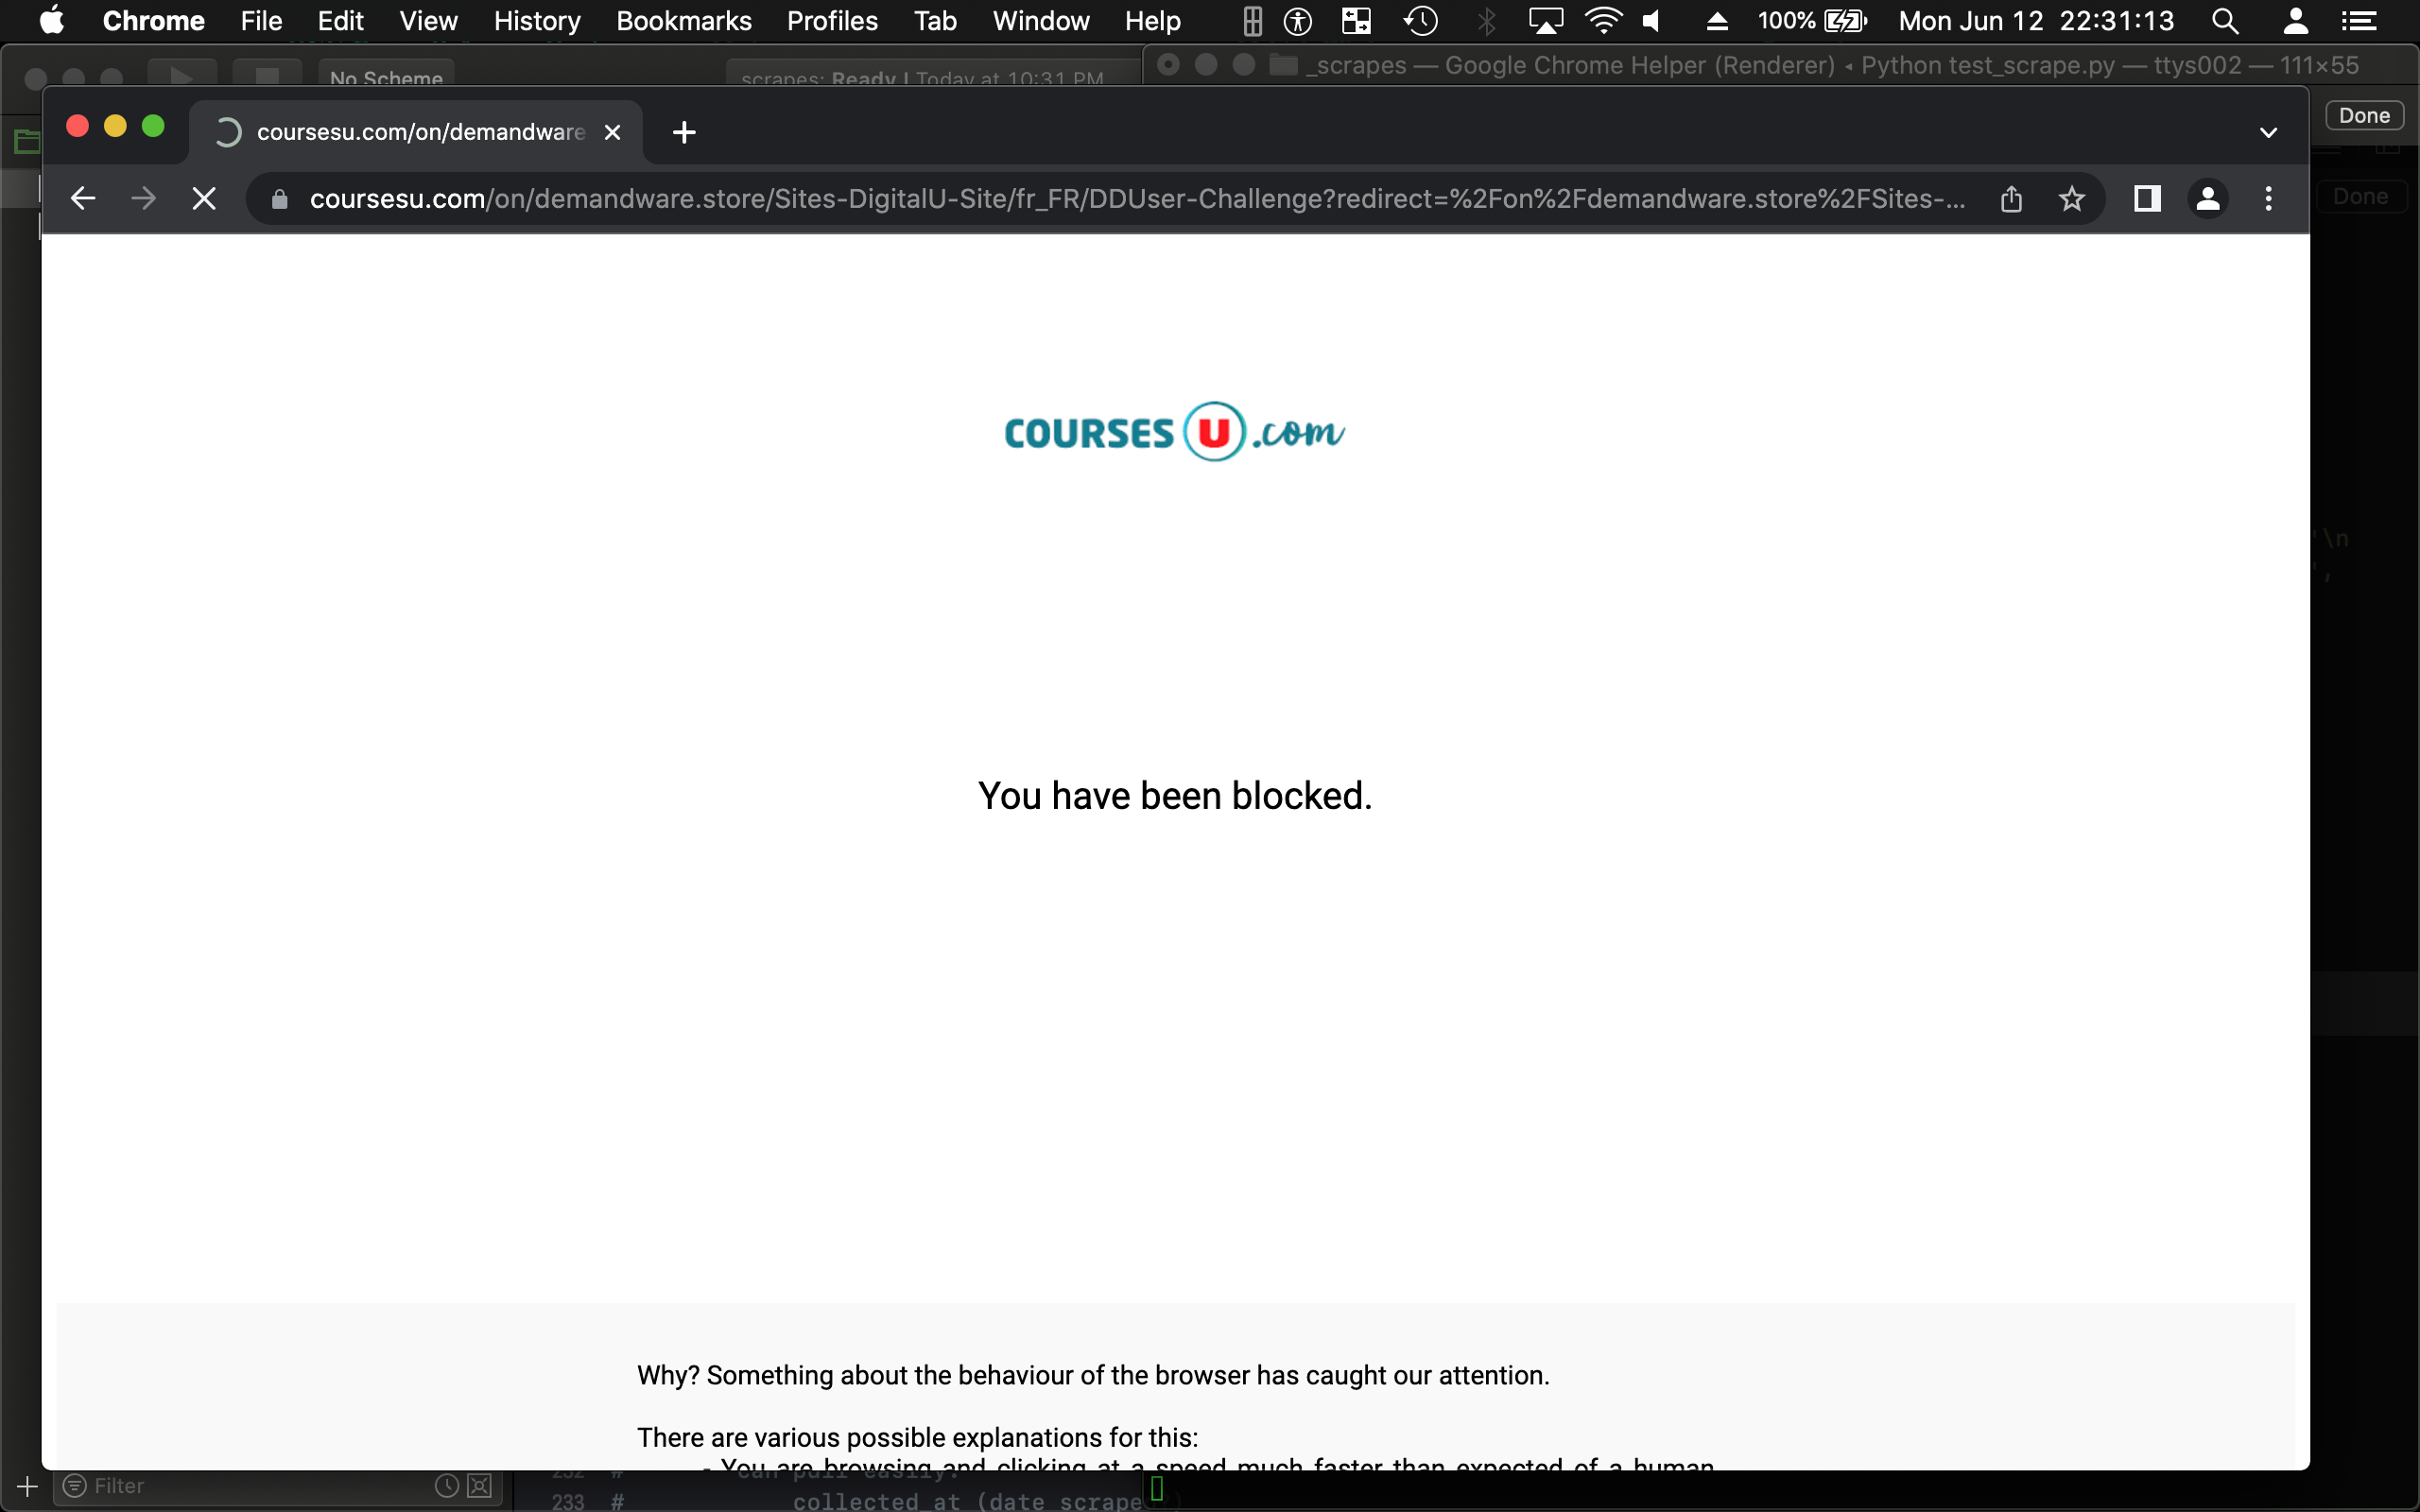 Chrome File Edit View History Bookmarks Profiles Tab Window Help 100% Mon Jun 12 22:31:13
No Scheme scrapes: Ready | Today at 10:31 PM _scrapes — Google Chrome Helper (Renderer) ◂ Python test_scrape.py — ttys002 — 111×55
coursesu.com/on/demandware
Done
coursesu.com/on/demandware.store/Sites-DigitalU-Site/fr_FR/DDUser-Challenge?redirect=%2Fon%2Fdemandware.store%2FSites-...
Done
COURSES U .com
'\n
',
You have been blocked.
Why? Something about the behaviour of the browser has caught our attention.
There are various possible explanations for this:
- You are browsing and clicking at a speed much faster than expected of a human
232 # can pull easily.
Filter
233 # collected at (date scrape